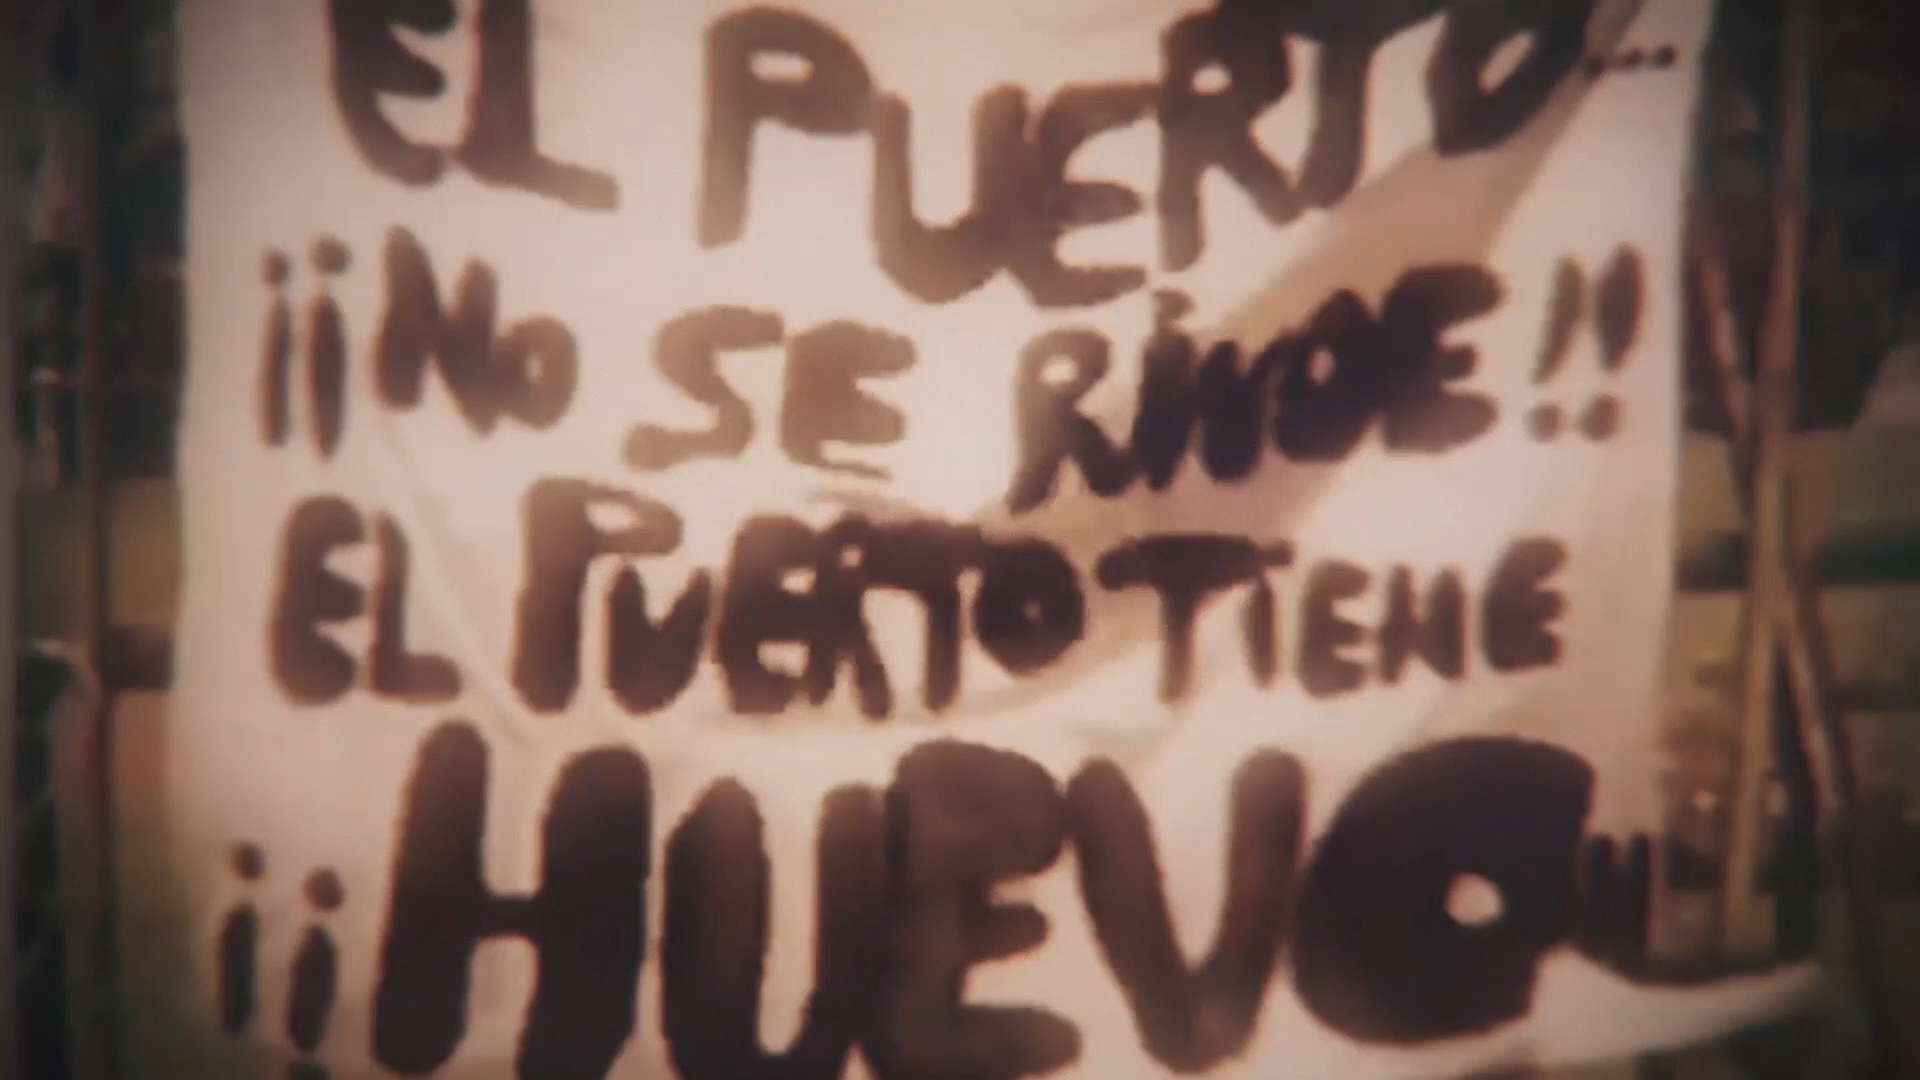 EL PUERTO...
¡¡NO SE RINDE!!
EL PUERTO TIENE
¡¡HUEVO!!